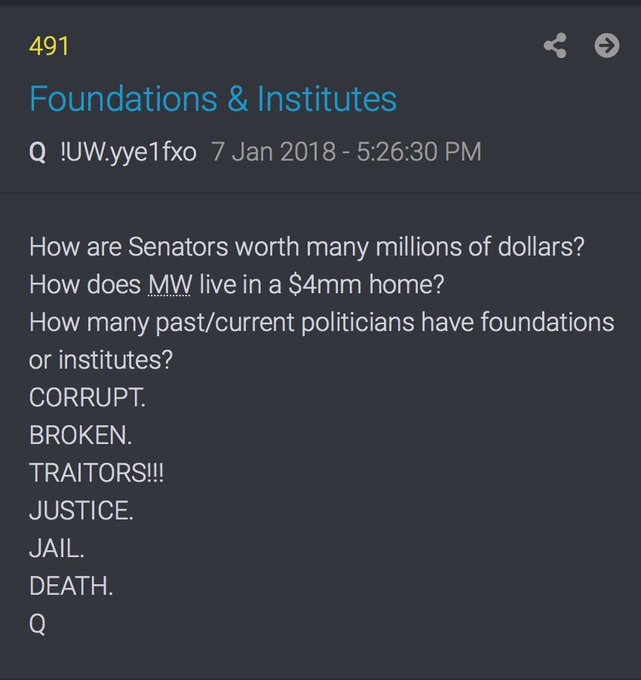 491
Foundations & Institutes
Q !UW.yye1fxo 7 Jan 2018 - 5:26:30 PM
How are Senators worth many millions of dollars?
How does MW live in a $4mm home?
How many past/current politicians have foundations
or institutes?
CORRUPT.
BROKEN.
TRAITORS!!!
JUSTICE.
JAIL.
DEATH.
Q